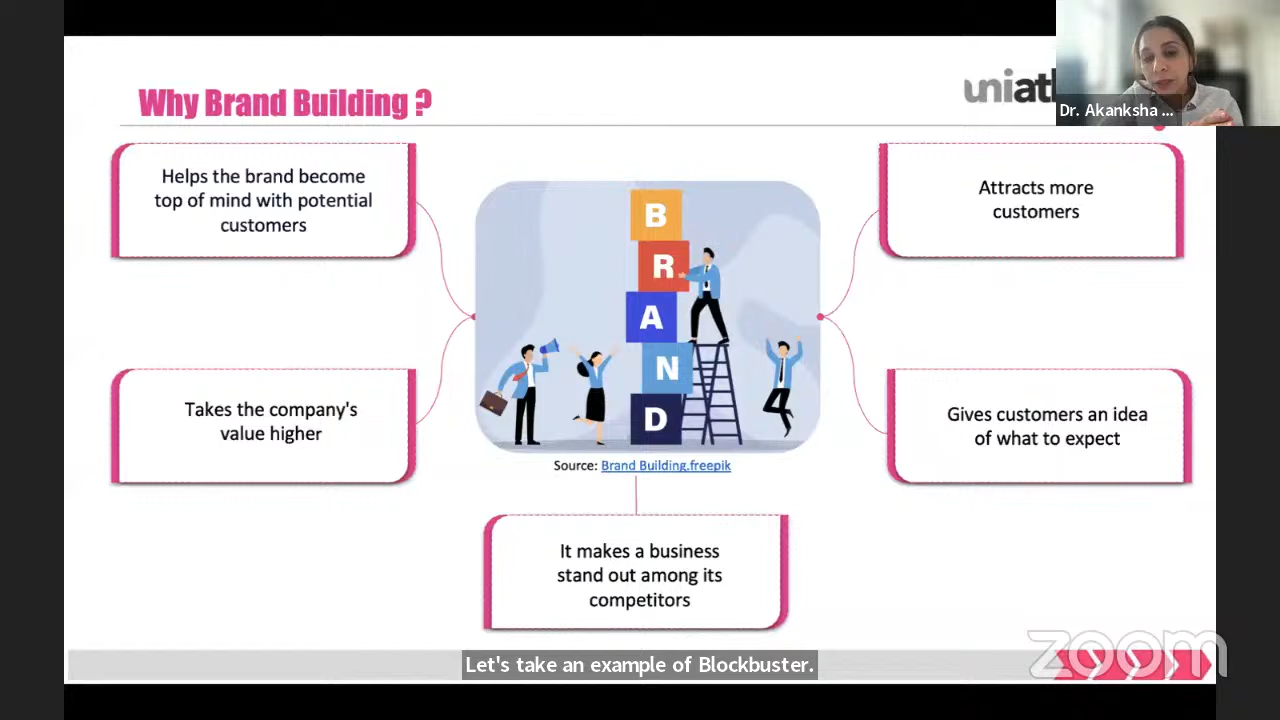 Why Brand Building ?
uniath
Dr. Akanksha ...
Helps the brand become
top of mind with potential
customers
Attracts more
customers
B
R
A
N
D
Takes the company's
value higher
Gives customers an idea
of what to expect
Source: Brand Building.freepik
It makes a business
stand out among its
competitors
Let's take an example of Blockbuster.
zoom